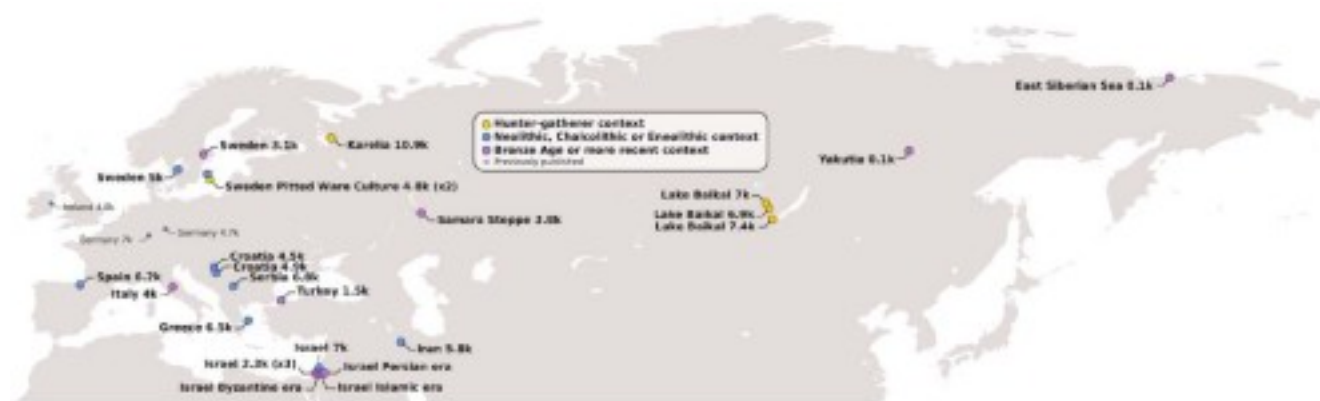 East Siberian Sea 0.1k
Hunter-gatherer context
Neolithic, Chalcolithic or Eneolithic context
Bronze Age or more recent context
Previously published
Sweden 3.1k
Karelia 10.9k
Yakutia 0.1k
Sweden 5k
Sweden Pitted Ware Culture 4.8k (x2)
Lake Baikal 7k
Lake Baikal 6.9k
Lake Baikal 7.4k
Ireland
Samara Steppe 3.8k
Germany 7k
Germany 4.7k
Croatia 4.5k
Croatia 4.9k
Spain 6.7k
Serbia
Italy 4k
Turkey 1.5k
Greece 6.5k
Israel 7k
Iran 5.8k
Israel 2.3k (x3)
Israel Persian era
Israel Byzantine era
Israel Islamic era